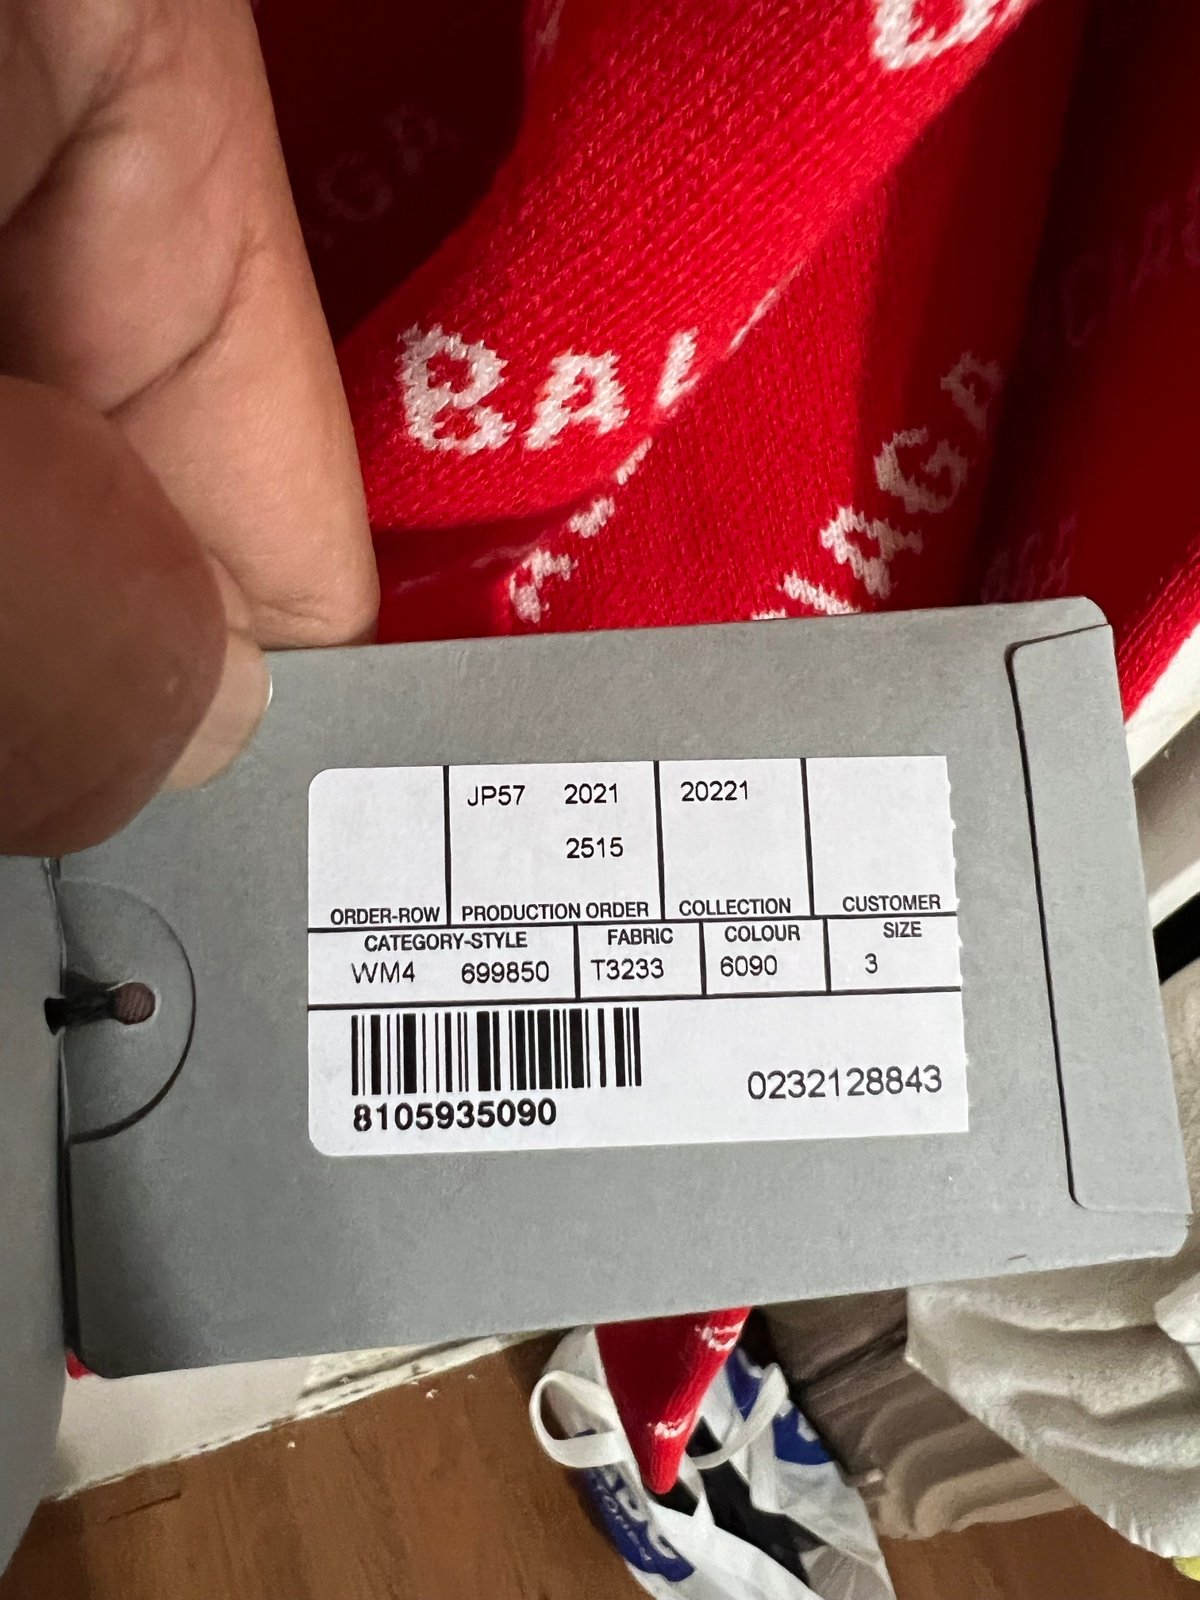 BAL
IAGA
JP57 2021 20221
2515
ORDER-ROW PRODUCTION ORDER COLLECTION CUSTOMER
CATEGORY-STYLE FABRIC COLOUR SIZE
WM4 699850 T3233 6090 3
8105935090
0232128843